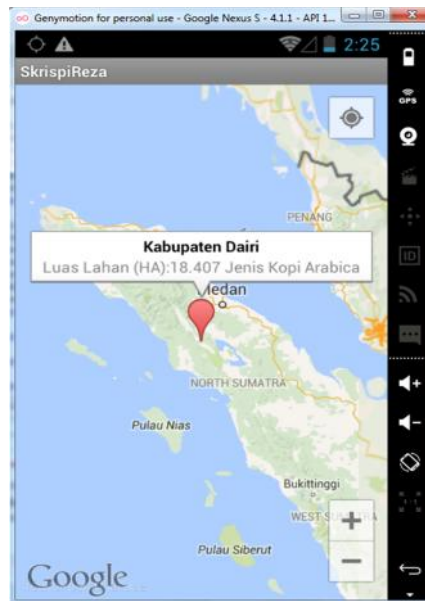 Genymotion for personal use - Google Nexus S - 4.1.1 - API 1...
2:25
SkrispiReza
GPS
PENANG
Kabupaten Dairi
Luas Lahan (HA):18.407 Jenis Kopi Arabica
Medan
NORTH SUMATRA
Pulau Nias
Bukittinggi
WEST SUMATRA
Pulau Siberut
Google
ID